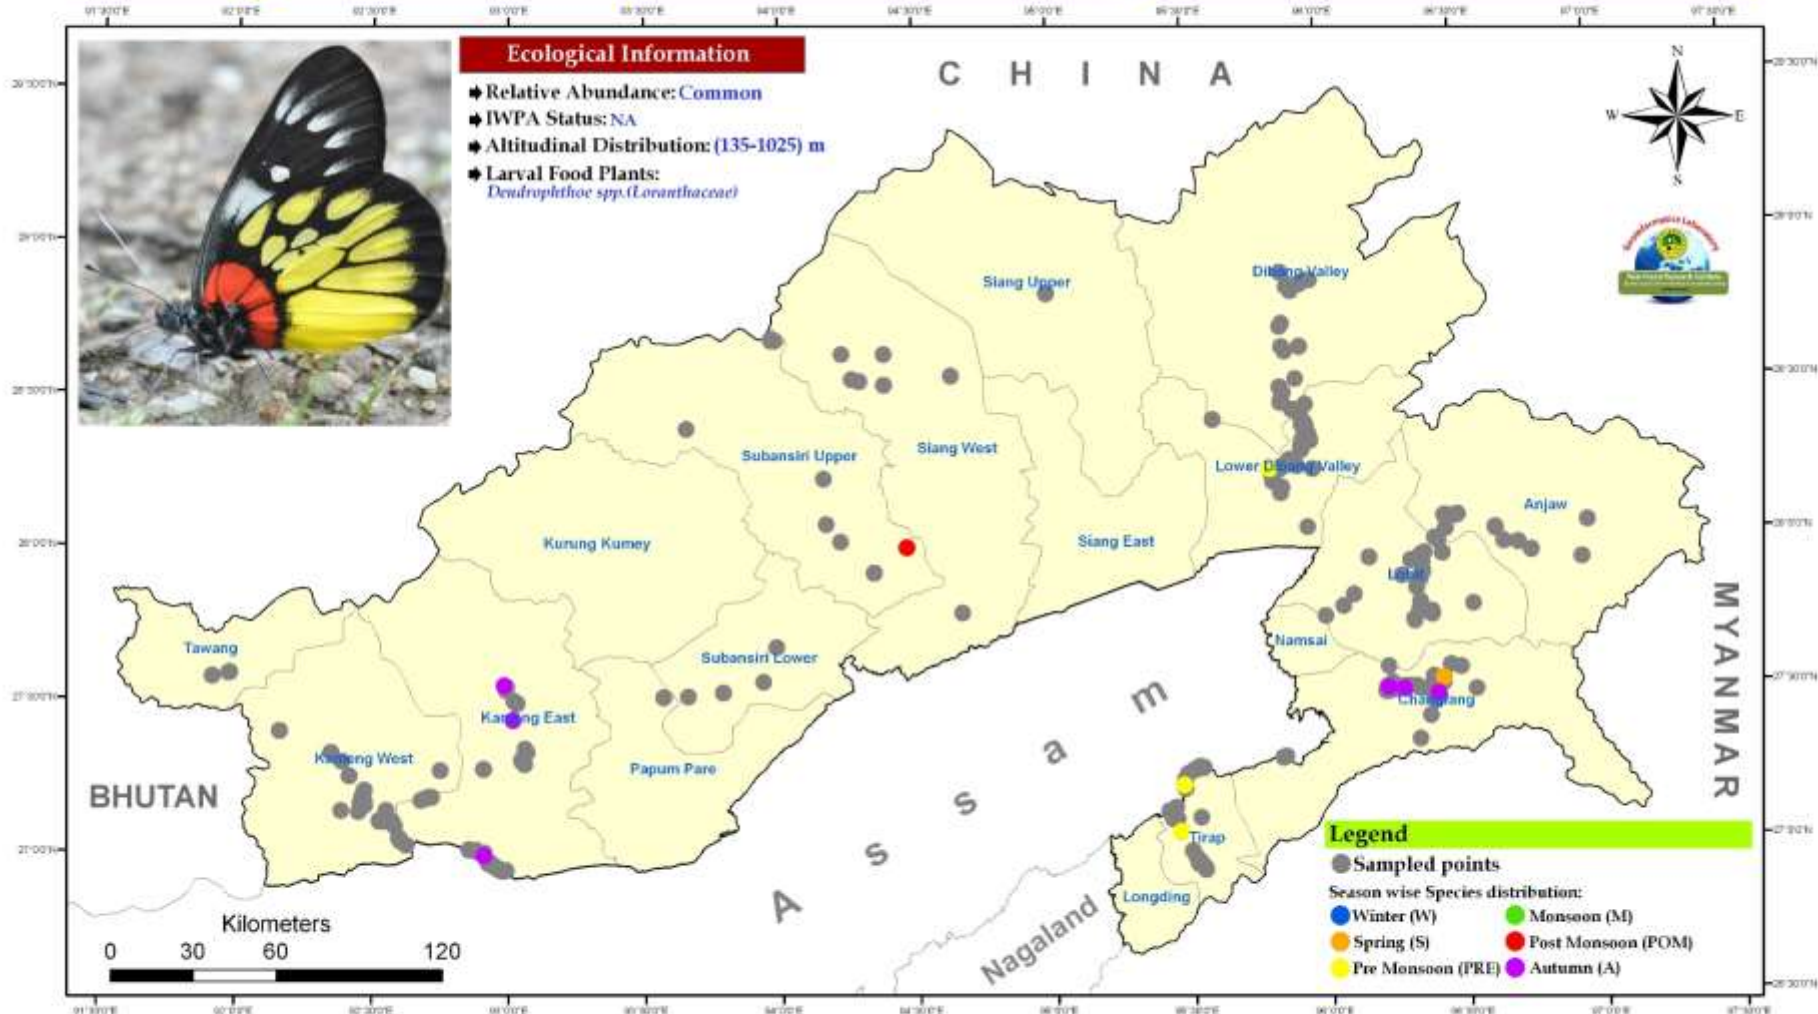 Ecological Information
Relative Abundance: Common
IWPA Status: NA
Altitudinal Distribution: (135-1025) m
Larval Food Plants:
Dendrophthoe spp.(Loranthaceae)
C H I N A
N
W E
S
Siang Upper
Dibang Valley
Subansiri Upper
Siang West
Lower Dibang Valley
Anjaw
Kurung Kumey
Siang East
Lohit
Namsai
MYANMAR
Tawang
Subansiri Lower
Kameng East
Changlang
Kameng West
Papum Pare
BHUTAN
Assam
Tirap
Longding
Nagaland
Kilometers
0 30 60 120
Legend
Sampled points
Season wise Species distribution:
Winter (W) Monsoon (M)
Spring (S) Post Monsoon (POM)
Pre Monsoon (PRE) Autumn (A)